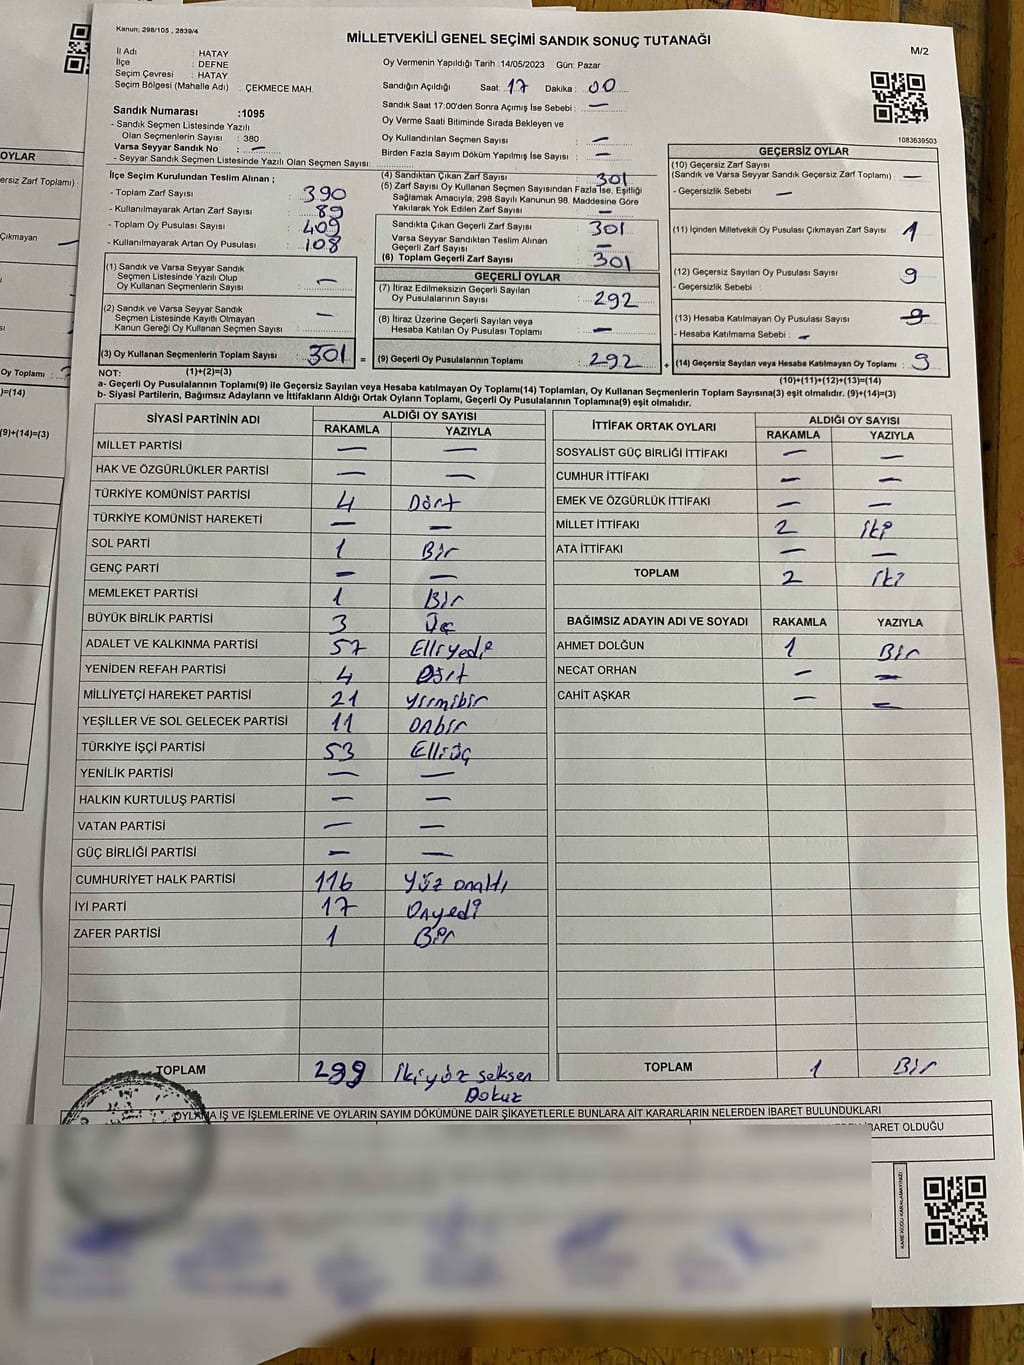 Kanun: 298/105 , 2839/4
MİLLETVEKİLİ GENEL SEÇİMİ SANDIK SONUÇ TUTANAĞI
M/2
İl Adı : HATAY
İlçe : DEFNE
Seçim Çevresi : HATAY
Seçim Bölgesi (Mahalle Adı) : ÇEKMECE MAH.
Oy Vermenin Yapıldığı Tarih : 14/05/2023 Gün: Pazar
Sandığın Açıldığı Saat: 17 Dakika : 00
Sandık Saat 17:00'den Sonra Açımış İse Sebebi : —
Oy Verme Saati Bitiminde Sırada Bekleyen ve
Oy Kullandırılan Seçmen Sayısı : —
Birden Fazla Sayım Döküm Yapılmış İse Sayısı : —
1083639503
Sandık Numarası :1095
- Sandık Seçmen Listesinde Yazılı
Olan Seçmenlerin Sayısı : 380
Varsa Seyyar Sandık No : —
- Seyyar Sandık Seçmen Listesinde Yazılı Olan Seçmen Sayısı:
İlçe Seçim Kurulundan Teslim Alınan ;
- Toplam Zarf Sayısı : 390
- Kullanılmayarak Artan Zarf Sayısı : 89
- Toplam Oy Pusulası Sayısı : 409
- Kullanılmayarak Artan Oy Pusulası : 108
(1) Sandık ve Varsa Seyyar Sandık
Seçmen Listesinde Yazılı Olup
Oy Kullanan Seçmenlerin Sayısı : —
(2) Sandık ve Varsa Seyyar Sandık
Seçmen Listesinde Kayıtlı Olmayan
Kanun Gereği Oy Kullanan Seçmen Sayısı : —
(3) Oy Kullanan Seçmenlerin Toplam Sayısı : 301 =
(1)+(2)=(3)
(4) Sandıktan Çıkan Zarf Sayısı : 301
(5) Zarf Sayısı Oy Kullanan Seçmen Sayısından Fazla İse, Eşitliği
Sağlamak Amacıyla; 298 Sayılı Kanunun 98. Maddesine Göre
Yakılarak Yok Edilen Zarf Sayısı : —
Sandıkta Çıkan Geçerli Zarf Sayısı : 301
Varsa Seyyar Sandıktan Teslim Alınan
Geçerli Zarf Sayısı : —
(6) Toplam Geçerli Zarf Sayısı : 301
GEÇERLİ OYLAR
(7) İtiraz Edilmeksizin Geçerli Sayılan
Oy Pusulalarının Sayısı : 292
(8) İtiraz Üzerine Geçerli Sayılan veya
Hesaba Katılan Oy Pusulası Toplamı : —
(9) Geçerli Oy Pusulalarının Toplamı : 292 +
GEÇERSİZ OYLAR
(10) Geçersiz Zarf Sayısı
(Sandık ve Varsa Seyyar Sandık Geçersiz Zarf Toplamı) : —
- Geçersizlik Sebebi : —
(11) İçinden Milletvekili Oy Pusulası Çıkmayan Zarf Sayısı : 1
(12) Geçersiz Sayılan Oy Pusulası Sayısı : 9
- Geçersizlik Sebebi :
(13) Hesaba Katılmayan Oy Pusulası Sayısı : 9
- Hesaba Katılmama Sebebi : —
(14) Geçersiz Sayılan veya Hesaba Katılmayan Oy Toplamı : 9
(10)+(11)+(12)+(13)=(14)
NOT:
a- Geçerli Oy Pusulalarının Toplamı(9) ile Geçersiz Sayılan veya Hesaba katılmayan Oy Toplamı(14) Toplamları, Oy Kullanan Seçmenlerin Toplam Sayısına(3) eşit olmalıdır. (9)+(14)=(3)
b- Siyasi Partilerin, Bağımsız Adayların ve İttifakların Aldığı Ortak Oyların Toplamı, Geçerli Oy Pusulalarının Toplamına(9) eşit olmalıdır.
SİYASİ PARTİNİN ADI ALDIĞI OY SAYISI
RAKAMLA YAZIYLA
MİLLET PARTİSİ — —
HAK VE ÖZGÜRLÜKLER PARTİSİ — —
TÜRKİYE KOMÜNİST PARTİSİ 4 Dört
TÜRKİYE KOMÜNİST HAREKETİ — —
SOL PARTİ 1 Bir
GENÇ PARTİ — —
MEMLEKET PARTİSİ 1 Bir
BÜYÜK BİRLİK PARTİSİ 3 Üç
ADALET VE KALKINMA PARTİSİ 57 Elliyedi
YENİDEN REFAH PARTİSİ 4 Dört
MİLLİYETÇİ HAREKET PARTİSİ 21 Yirmibir
YEŞİLLER VE SOL GELECEK PARTİSİ 11 Onbir
TÜRKİYE İŞÇİ PARTİSİ 53 Elliüç
YENİLİK PARTİSİ — —
HALKIN KURTULUŞ PARTİSİ — —
VATAN PARTİSİ — —
GÜÇ BİRLİĞİ PARTİSİ — —
CUMHURİYET HALK PARTİSİ 116 Yüz onaltı
İYİ PARTİ 17 Onyedi
ZAFER PARTİSİ 1 Bir
TOPLAM 299 ikiyüz seksen
Dokuz
İTTİFAK ORTAK OYLARI ALDIĞI OY SAYISI
RAKAMLA YAZIYLA
SOSYALİST GÜÇ BİRLİĞİ İTTİFAKI — —
CUMHUR İTTİFAKI — —
EMEK VE ÖZGÜRLÜK İTTİFAKI — —
MİLLET İTTİFAKI 2 iki
ATA İTTİFAKI — —
TOPLAM 2 iki
BAĞIMSIZ ADAYIN ADI VE SOYADI RAKAMLA YAZIYLA
AHMET DOLĞUN 1 Bir
NECAT ORHAN — —
CAHİT AŞKAR — —
TOPLAM 1 Bir
OYLAMA İŞ VE İŞLEMLERİNE VE OYLARIN SAYIM DÖKÜMÜNE DAİR ŞİKAYETLERLE BUNLARA AİT KARARLARIN NELERDEN İBARET BULUNDUKLARI
İBARET OLDUĞU
KARE KODU KARALAMAYINIZ!
OYLAR
Çıkmayan
Oy Toplamı :
)=(14)
(9)+(14)=(3)